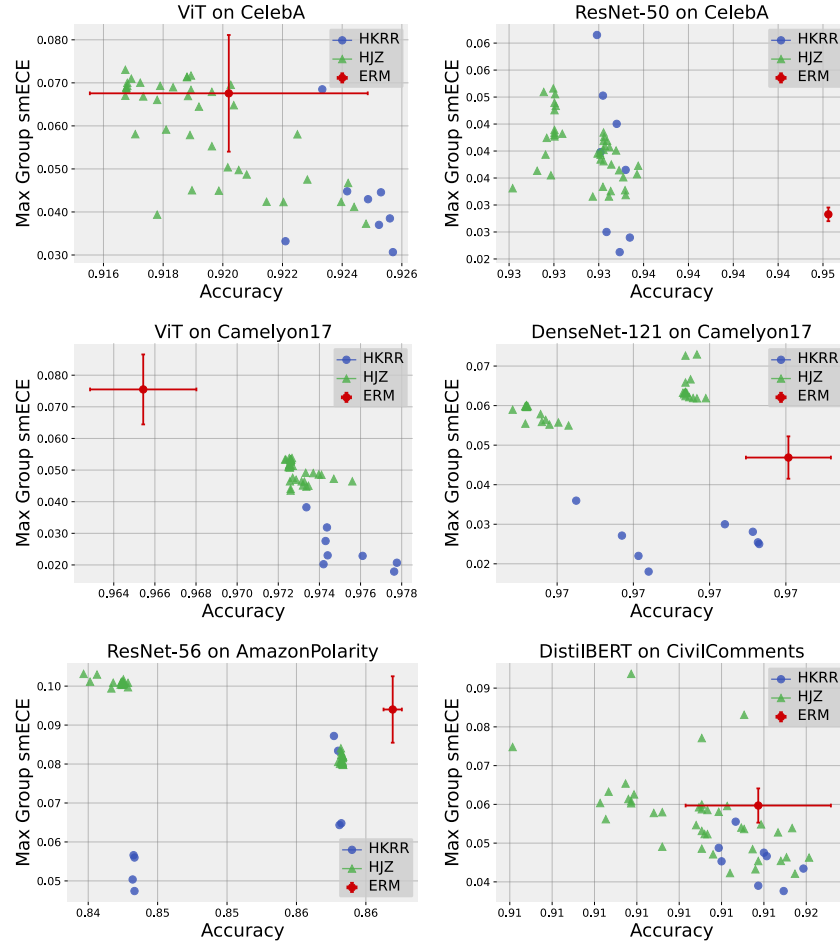 ViT on CelebA
HKRR
HJZ
ERM
0.080
0.070
0.060
0.050
0.040
0.030
Max Group smECE
0.916 0.918 0.920 0.922 0.924 0.926
Accuracy
ResNet-50 on CelebA
HKRR
HJZ
ERM
0.06
0.05
0.04
0.04
0.03
0.03
0.02
Max Group smECE
0.93 0.93 0.93 0.94 0.94 0.94 0.94 0.95
Accuracy
ViT on Camelyon17
HKRR
HJZ
ERM
0.080
0.070
0.060
0.050
0.040
0.030
0.020
Max Group smECE
0.964 0.966 0.968 0.970 0.972 0.974 0.976 0.978
Accuracy
DenseNet-121 on Camelyon17
HKRR
HJZ
ERM
0.07
0.06
0.05
0.03
0.02
Max Group smECE
0.97 0.97 0.97 0.97
Accuracy
ResNet-56 on AmazonPolarity
0.10
0.09
0.08
0.07
0.06
0.05
Max Group smECE
HKRR
HJZ
ERM
0.84 0.85 0.85 0.86 0.86
Accuracy
DistilBERT on CivilComments
HKRR
HJZ
ERM
0.09
0.08
0.06
0.05
0.04
Max Group smECE
0.91 0.91 0.91 0.91 0.91 0.91 0.91 0.92
Accuracy